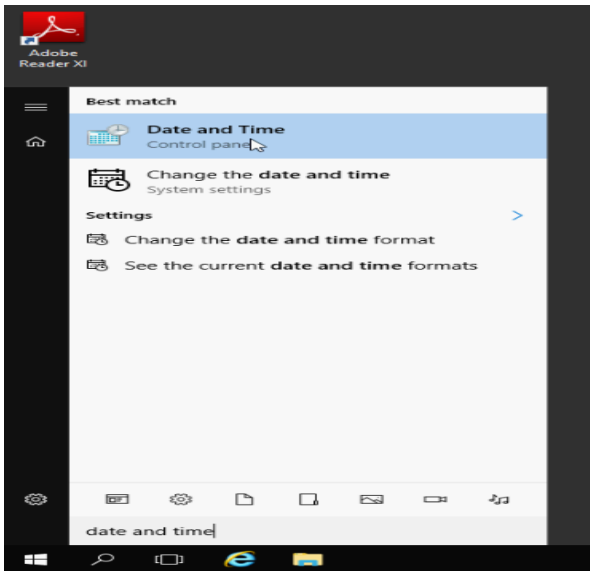 Adobe
Reader XI
Best match
Date and Time
Control panel
Change the date and time
System settings
Settings
Change the date and time format
See the current date and time formats
date and time